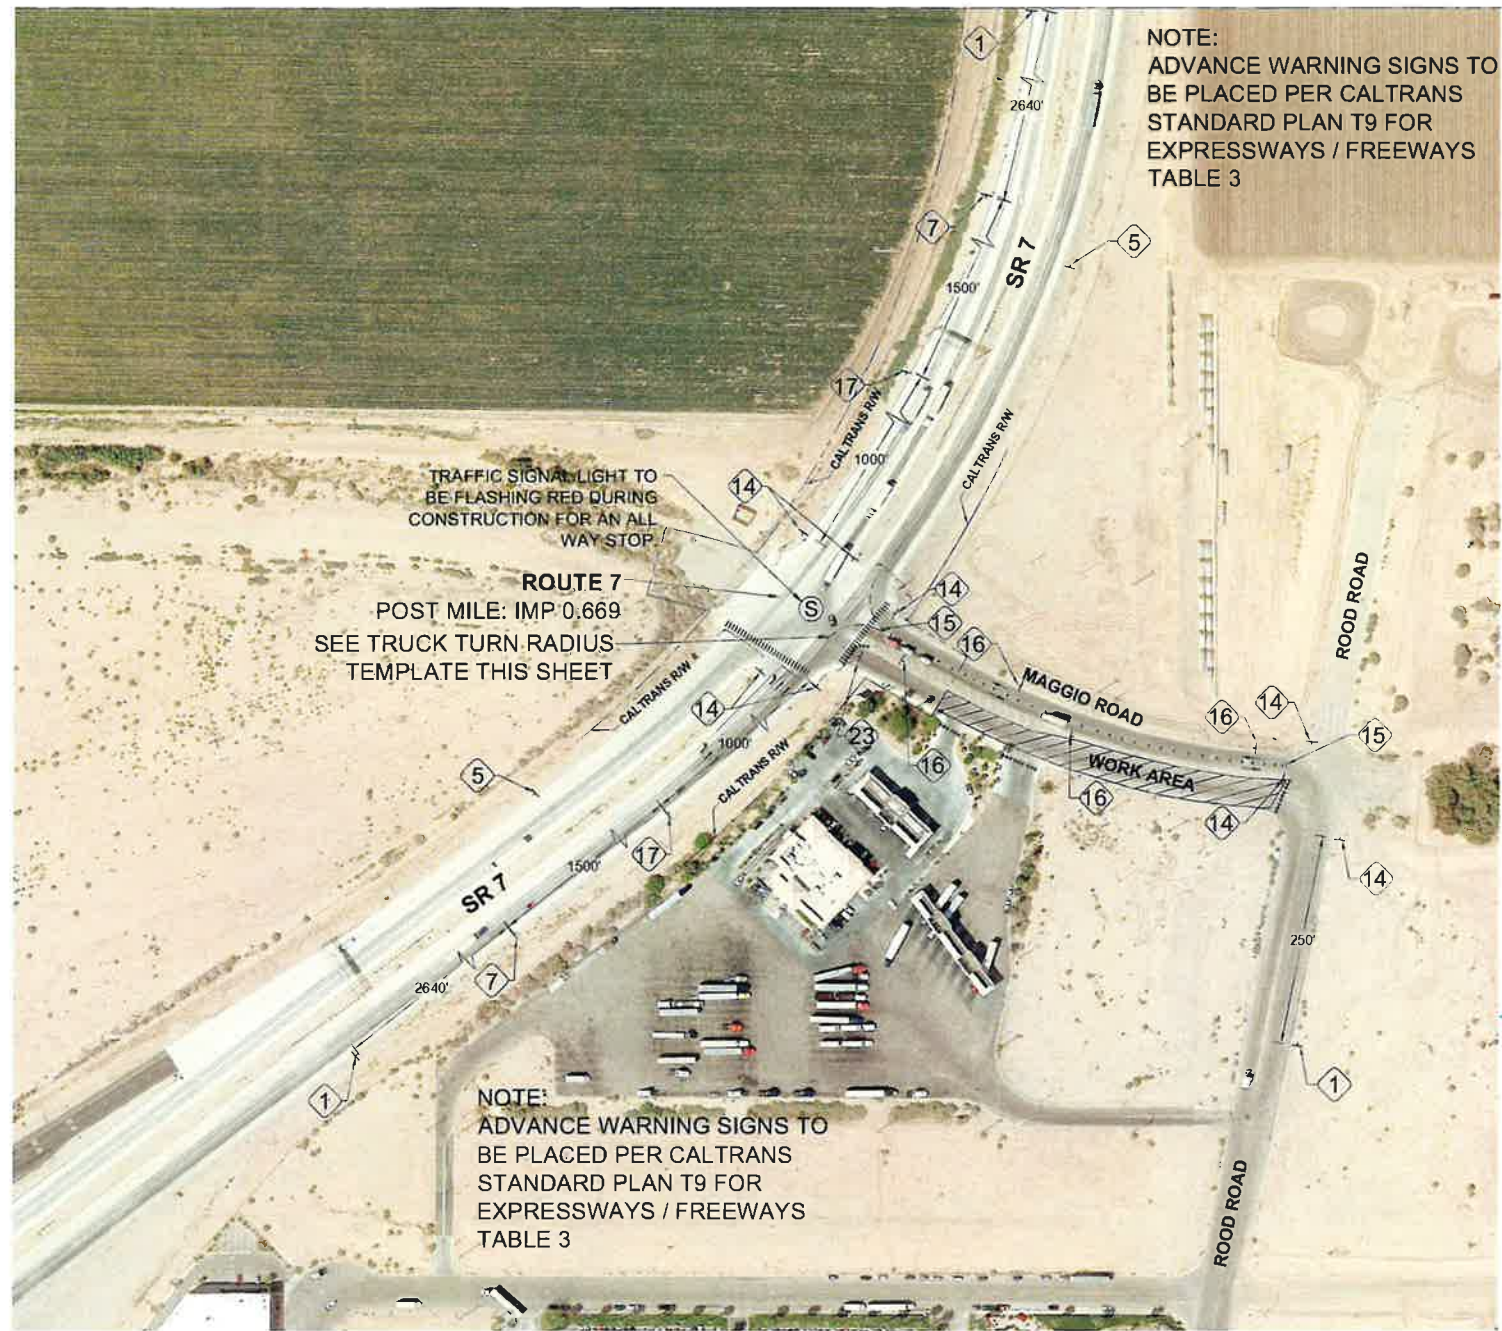 1
NOTE:
ADVANCE WARNING SIGNS TO
BE PLACED PER CALTRANS
STANDARD PLAN T9 FOR
EXPRESSWAYS / FREEWAYS
TABLE 3
2640'
7
5
SR 7
1500'
17
CALTRANS R/W
1000'
CALTRANS R/W
TRAFFIC SIGNAL LIGHT TO
BE FLASHING RED DURING
CONSTRUCTION FOR AN ALL
WAY STOP.
14
ROUTE 7
POST MILE: IMP 0.669
SEE TRUCK TURN RADIUS
TEMPLATE THIS SHEET
S
14
15
16
ROOD ROAD
MAGGIO ROAD
CALTRANS R/W
14
23
16
16
14
15
WORK AREA
16
14
1000'
CALTRANS R/W
5
17
1500'
SR 7
7
2640'
1
14
250'
1
NOTE:
ADVANCE WARNING SIGNS TO
BE PLACED PER CALTRANS
STANDARD PLAN T9 FOR
EXPRESSWAYS / FREEWAYS
TABLE 3
ROOD ROAD